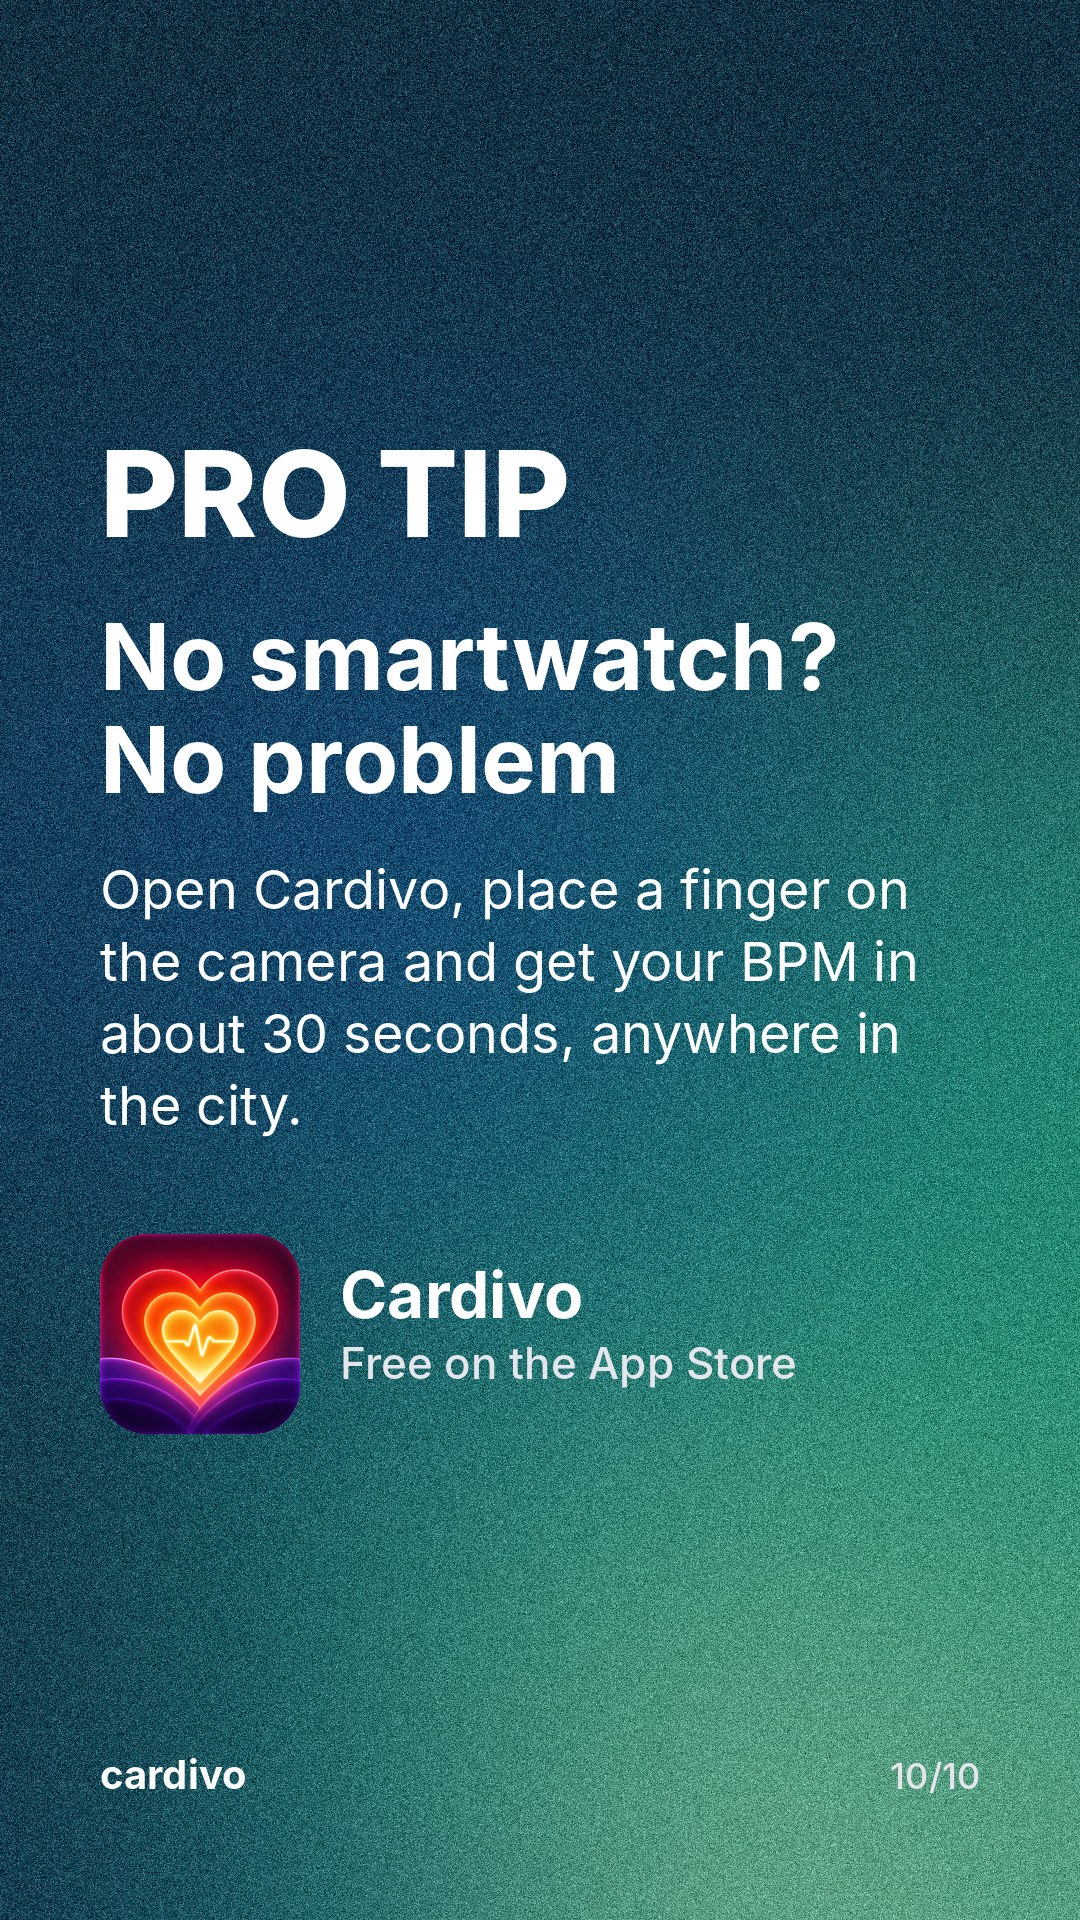 PRO TIP
No smartwatch?
No problem
Open Cardivo, place a finger on
the camera and get your BPM in
about 30 seconds, anywhere in
the city.
Cardivo
Free on the App Store
cardivo
10/10